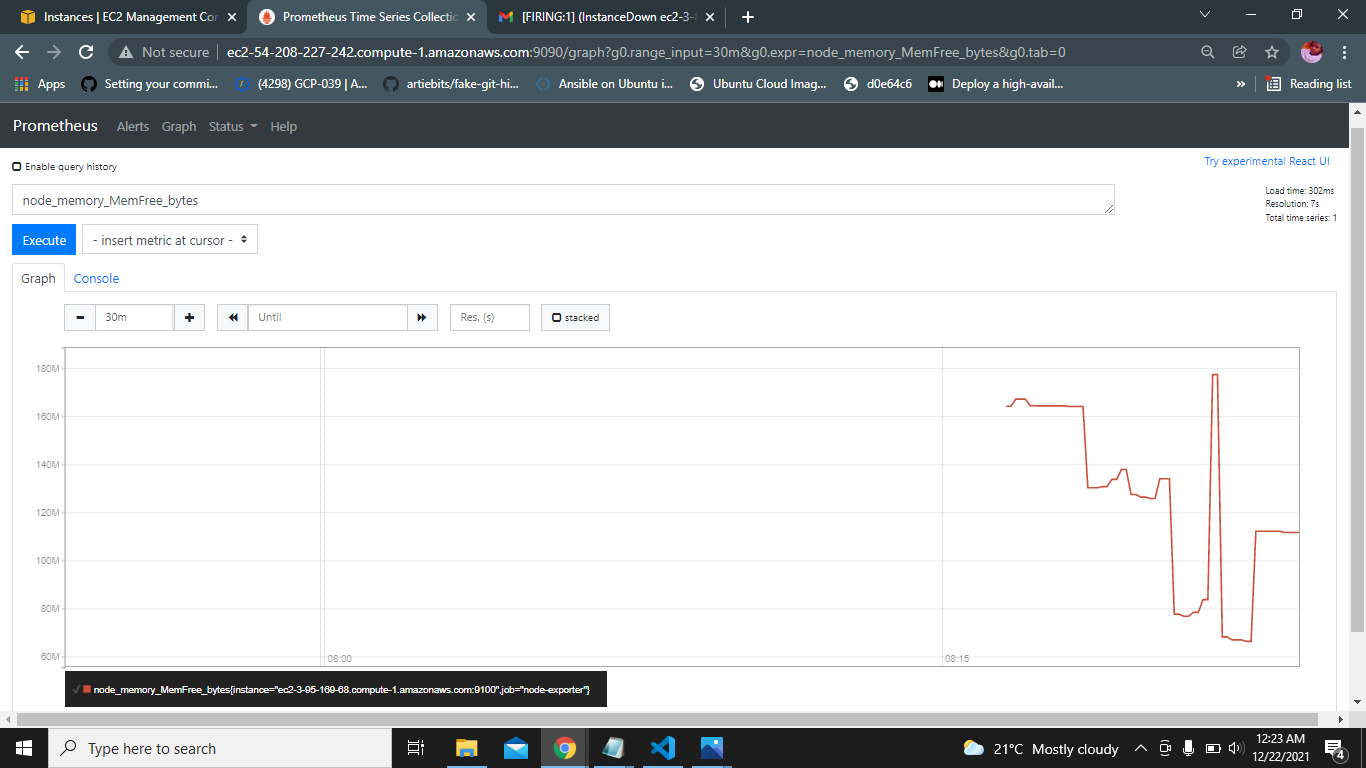 Instances | EC2 Management Con
Prometheus Time Series Collectio
[FIRING:1] (InstanceDown ec2-3-
Not secure
ec2-54-208-227-242.compute-1.amazonaws.com:9090/graph?g0.range_input=30m&g0.expr=node_memory_MemFree_bytes&g0.tab=0
Apps
Setting your commi...
(4298) GCP-039 | A...
artiebits/fake-git-hi...
Ansible on Ubuntu i...
Ubuntu Cloud Imag...
d0e64c6
Deploy a high-avail...
»
Reading list
Prometheus
Alerts
Graph
Status
Help
Enable query history
Try experimental React UI
node_memory_MemFree_bytes
Load time: 302ms
Resolution: 7s
Total time series: 1
Execute
- insert metric at cursor -
Graph
Console
30m
Until
Res. (s)
stacked
180M
160M
140M
120M
100M
80M
60M
08:00
08:15
node_memory_MemFree_bytes{instance="ec2-3-95-169-68.compute-1.amazonaws.com:9100",job="node-exporter"}
Type here to search
21°C Mostly cloudy
12:23 AM
12/22/2021
4